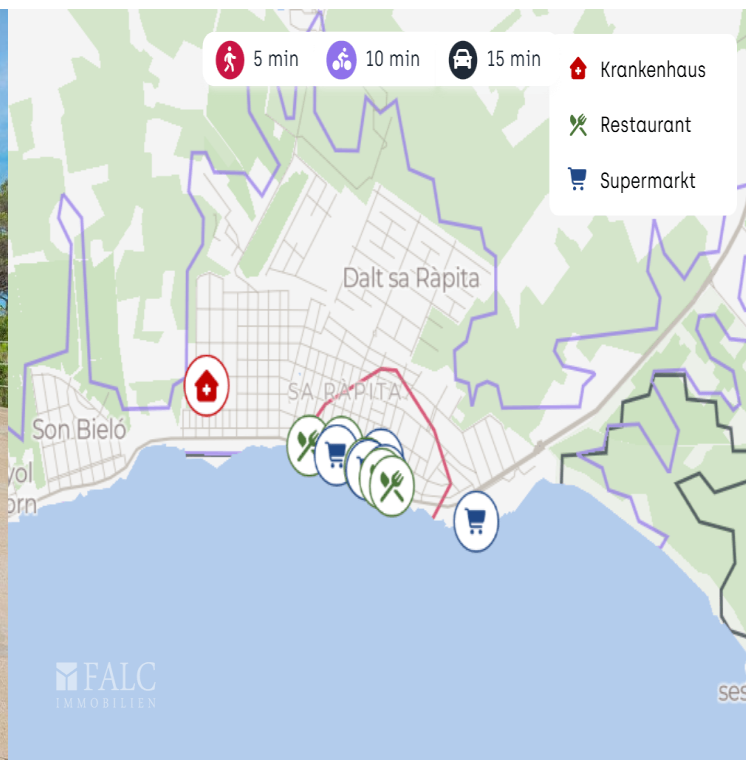 5 min
10 min
15 min
Krankenhaus
Restaurant
Supermarkt
Dalt sa Ràpita
SA RÀPITA
Son Bieló
FALC
IMMOBILIEN